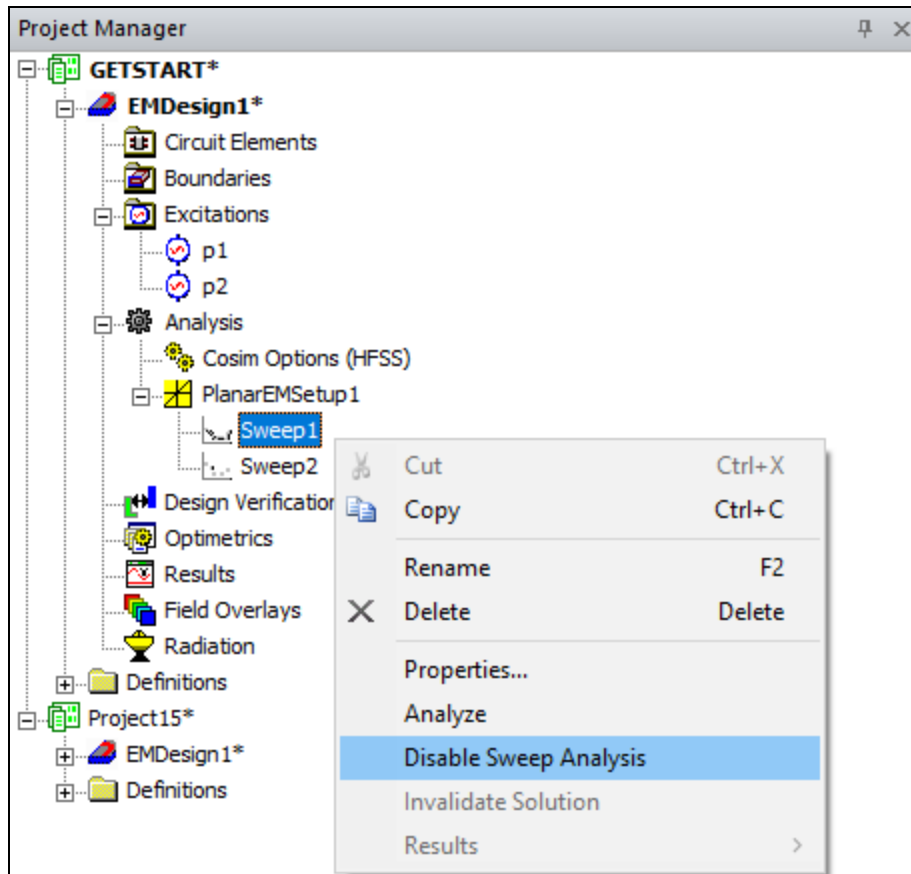 Project Manager
GETSTART*
EMDesign1*
Circuit Elements
Boundaries
Excitations
p1
p2
Analysis
Cosim Options (HFSS)
PlanarEMSetup1
Sweep1
Sweep2
Design Verification
Optimetrics
Results
Field Overlays
Radiation
Definitions
Project15*
EMDesign1*
Definitions
Cut Ctrl+X
Copy Ctrl+C
Rename F2
Delete Delete
Properties...
Analyze
Disable Sweep Analysis
Invalidate Solution
Results